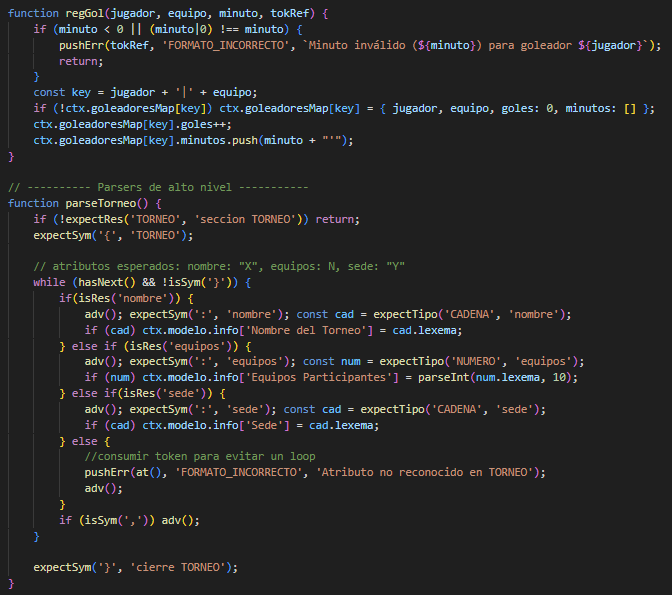 function regGol(jugador, equipo, minuto, tokRef) {
    if (minuto < 0 || (minuto|0) !== minuto) {
        pushErr(tokRef, 'FORMATO_INCORRECTO', `Minuto inválido (${minuto}) para goleador ${jugador}`);
        return;
    }
    const key = jugador + '|' + equipo;
    if (!ctx.goleadoresMap[key]) ctx.goleadoresMap[key] = { jugador, equipo, goles: 0, minutos: [] };
    ctx.goleadoresMap[key].goles++;
    ctx.goleadoresMap[key].minutos.push(minuto + "'");
}

// ---------- Parsers de alto nivel -----------
function parseTorneo() {
    if (!expectRes('TORNEO', 'seccion TORNEO')) return;
    expectSym('{', 'TORNEO');

    // atributos esperados: nombre: "X", equipos: N, sede: "Y"
    while (hasNext() && !isSym('}')) {
        if(isRes('nombre')) {
            adv(); expectSym(':', 'nombre'); const cad = expectTipo('CADENA', 'nombre');
            if (cad) ctx.modelo.info['Nombre del Torneo'] = cad.lexema;
        } else if (isRes('equipos')) {
            adv(); expectSym(':', 'equipos'); const num = expectTipo('NUMERO', 'equipos');
            if (num) ctx.modelo.info['Equipos Participantes'] = parseInt(num.lexema, 10);
        } else if(isRes('sede')) {
            adv(); expectSym(':', 'sede'); const cad = expectTipo('CADENA', 'sede');
            if (cad) ctx.modelo.info['Sede'] = cad.lexema;
        } else {
            //consumir token para evitar un loop
            pushErr(at(), 'FORMATO_INCORRECTO', 'Atributo no reconocido en TORNEO');
            adv();
        }
        if (isSym(',')) adv();
    }

    expectSym('}', 'cierre TORNEO');
}